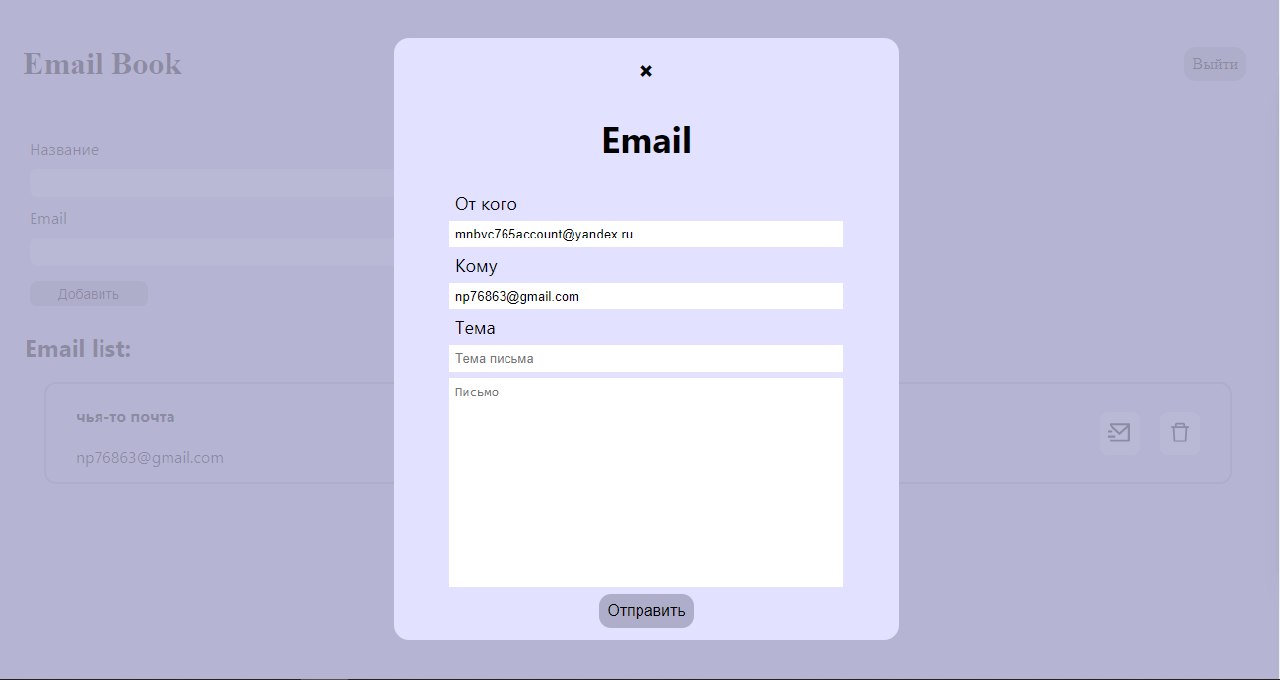 Email Book
Выйти
Название
Email
Добавить
Email list:
чья-то почта
np76863@gmail.com
×
Email
От кого
mnbvc765account@yandex.ru
Кому
np76863@gmail.com
Тема
Тема письма
Письмо
Отправить